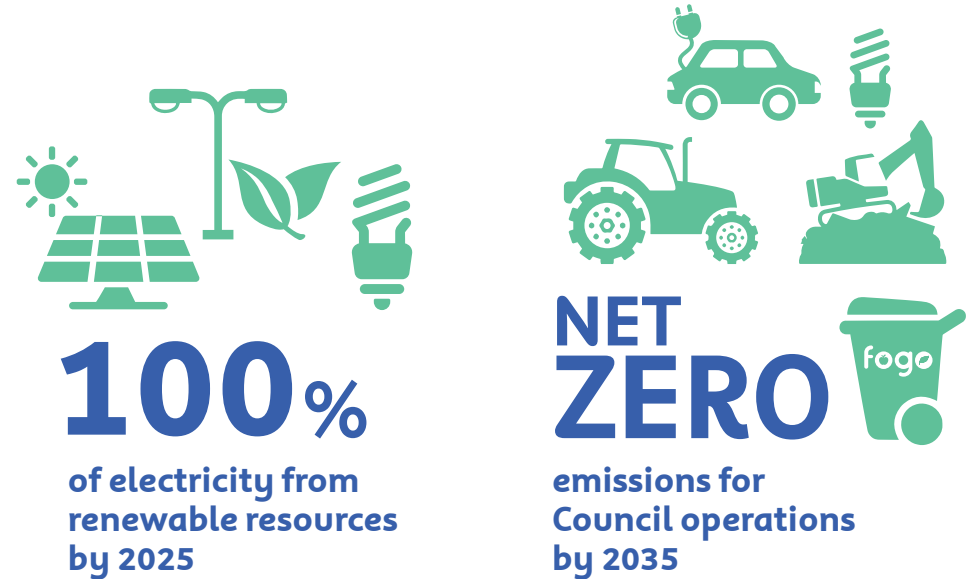 100%
of electricity from
renewable resources
by 2025
NET
ZERO
fogo
emissions for
Council operations
by 2035